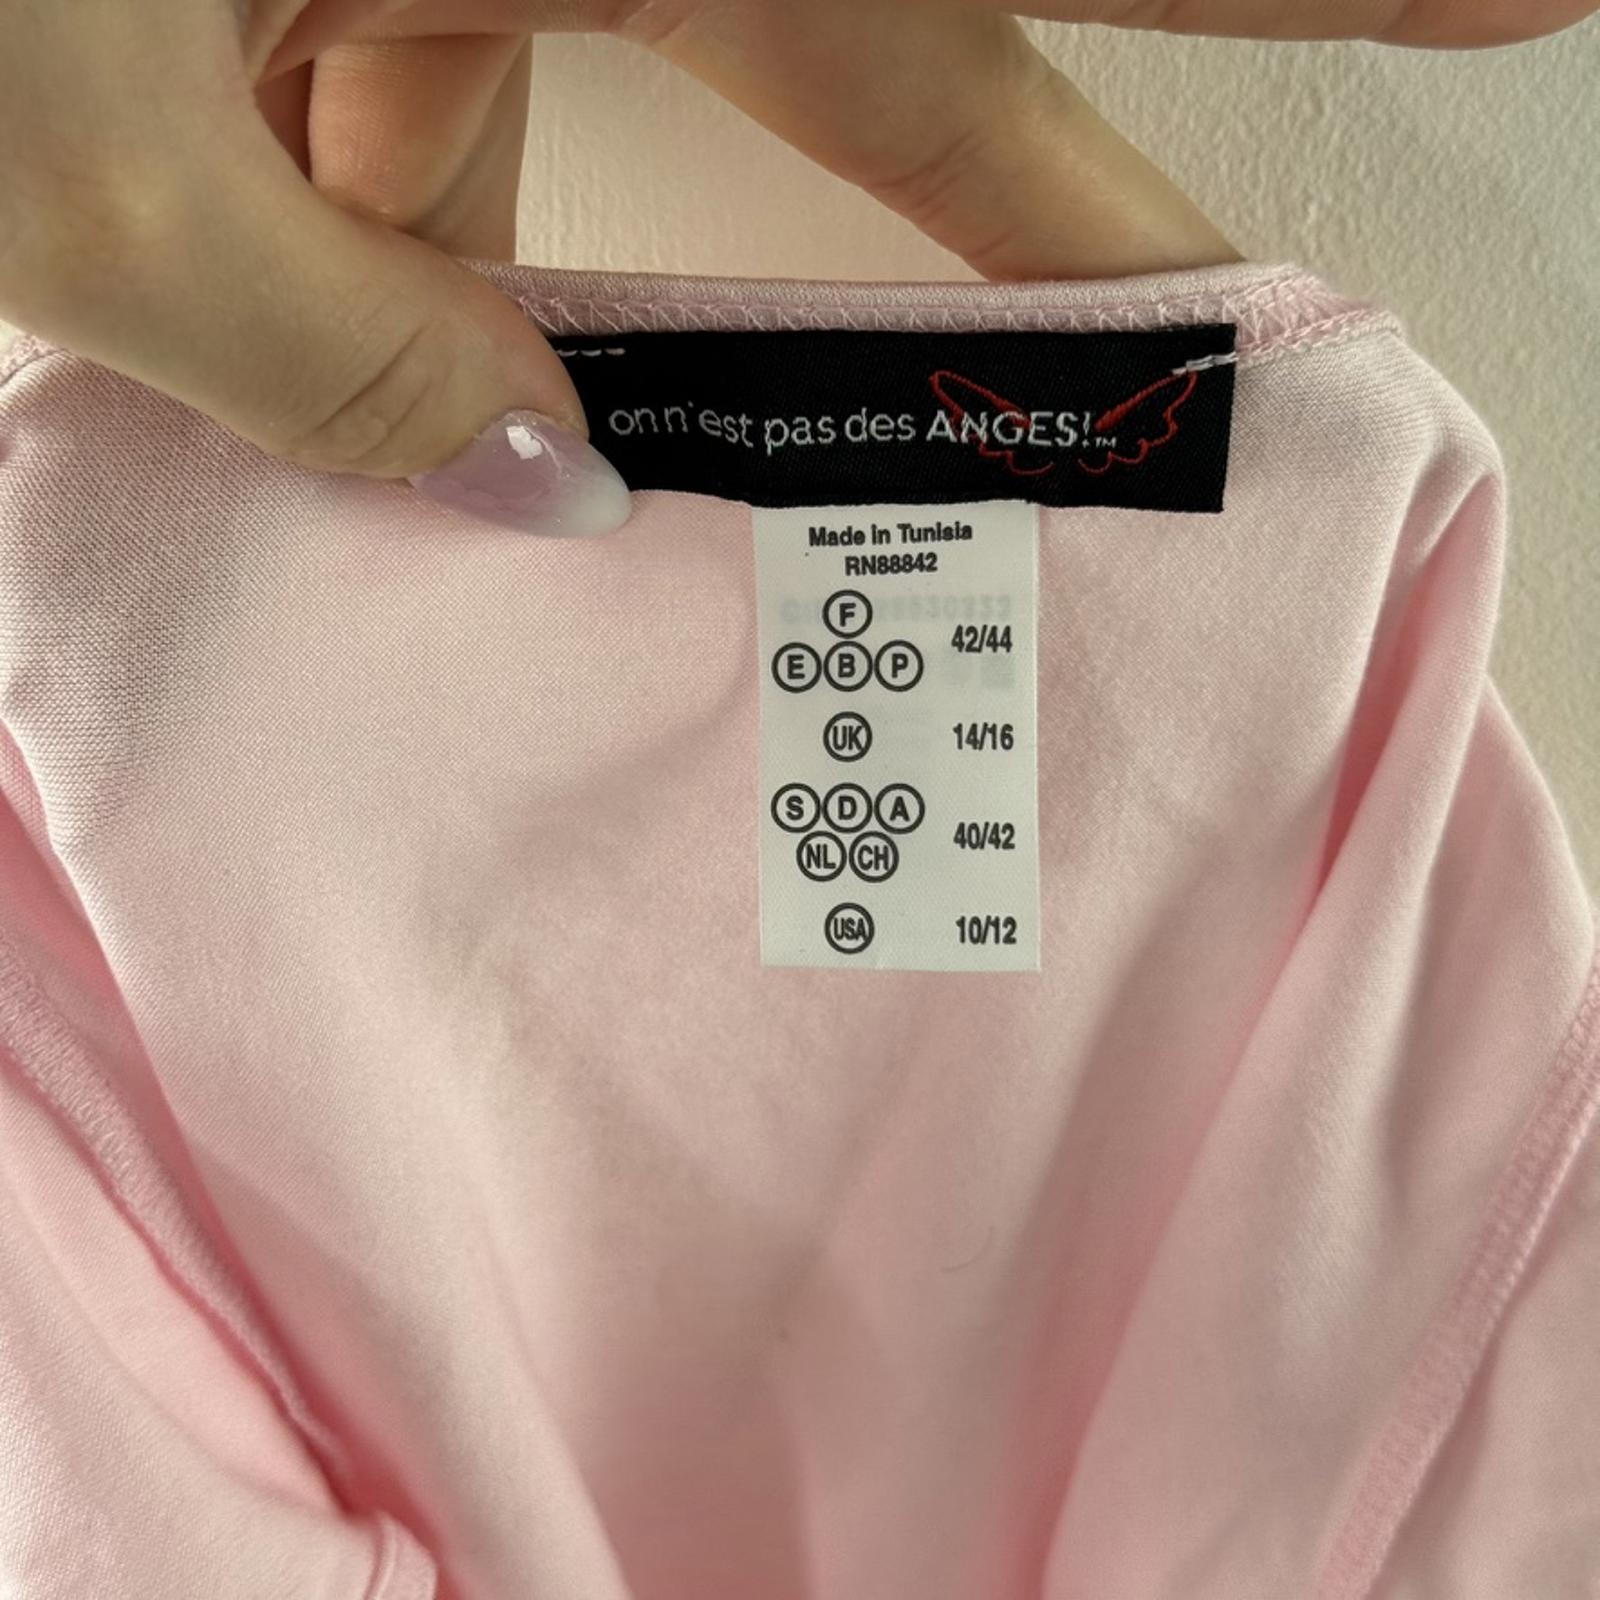 on n'est pas des ANGES!™
Made in Tunisia
RN88842
F
E B P 42/44
UK 14/16
S D A
NL CH 40/42
USA 10/12